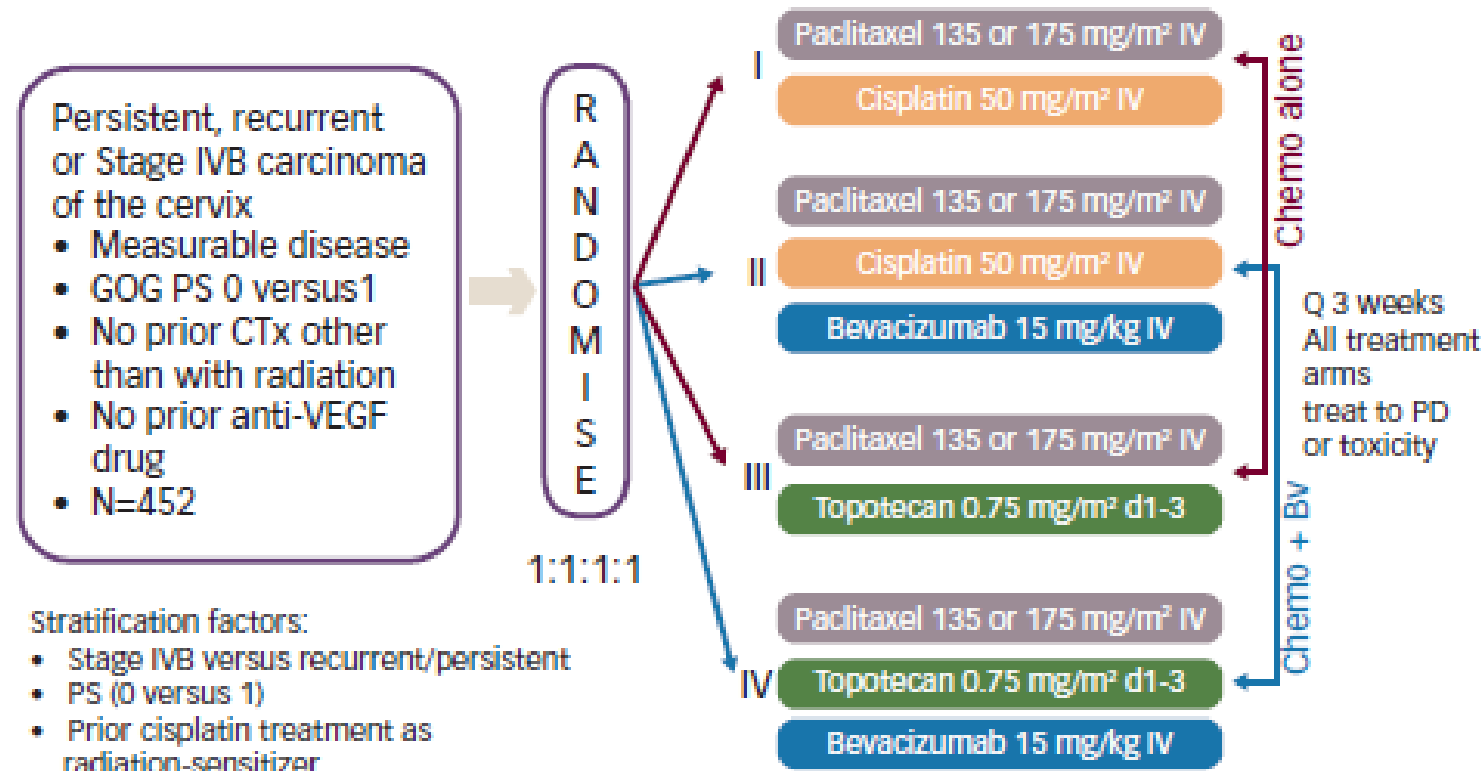 Persistent, recurrent
or Stage IVB carcinoma
of the cervix
• Measurable disease
• GOG PS 0 versus1
• No prior CTx other
than with radiation
• No prior anti-VEGF
drug
• N=452
Stratification factors:
• Stage IVB versus recurrent/persistent
• PS (0 versus 1)
• Prior cisplatin treatment as
radiation-sensitizer
R
A
N
D
O
M
I
S
E
1:1:1:1
I
Paclitaxel 135 or 175 mg/m² IV
Cisplatin 50 mg/m² IV
II
Paclitaxel 135 or 175 mg/m² IV
Cisplatin 50 mg/m² IV
Bevacizumab 15 mg/kg IV
III
Paclitaxel 135 or 175 mg/m² IV
Topotecan 0.75 mg/m² d1-3
IV
Paclitaxel 135 or 175 mg/m² IV
Topotecan 0.75 mg/m² d1-3
Bevacizumab 15 mg/kg IV
Chemo alone
Chemo + Bv
Q 3 weeks
All treatment
arms
treat to PD
or toxicity